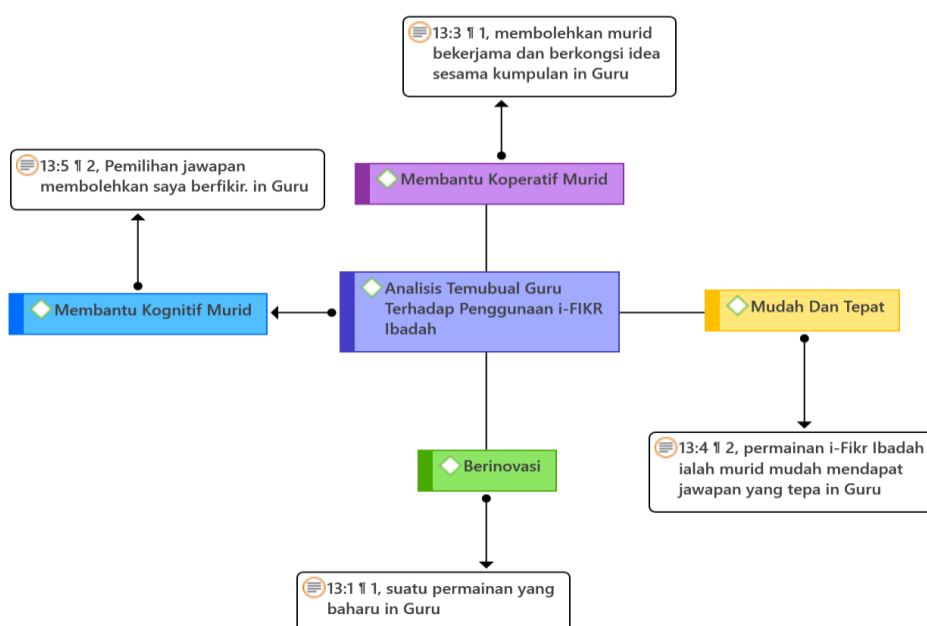 13:3 ¶ 1, membolehkan murid
bekerjama dan berkongsi idea
sesama kumpulan in Guru
13:5 ¶ 2, Pemilihan jawapan
membolehkan saya berfikir. in Guru
Membantu Koperatif Murid
Membantu Kognitif Murid
Analisis Temubual Guru
Terhadap Penggunaan i-FIKR
Ibadah
Mudah Dan Tepat
13:4 ¶ 2, permainan i-Fikr Ibadah
ialah murid mudah mendapat
jawapan yang tepa in Guru
Berinovasi
13:1 ¶ 1, suatu permainan yang
baharu in Guru